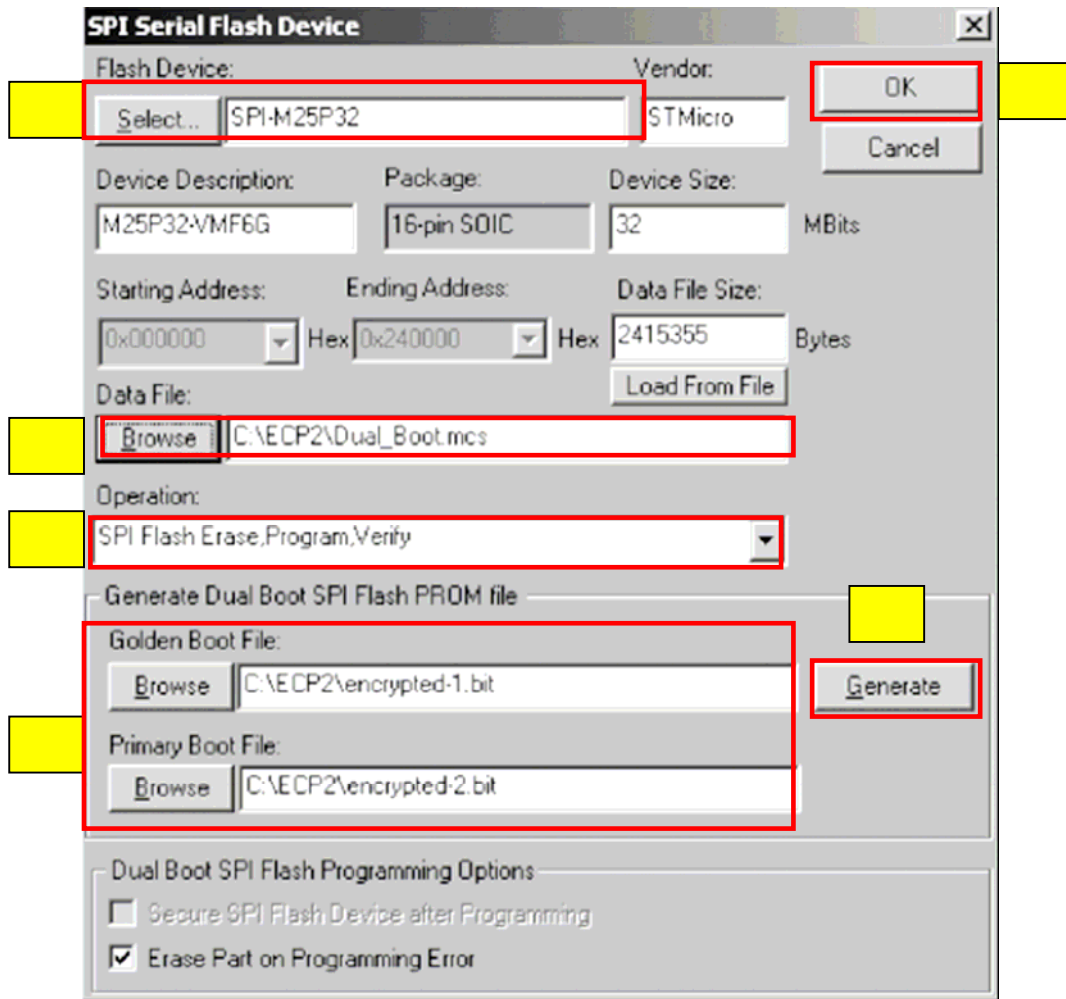 SPI Serial Flash Device
Flash Device: Vendor:
Select... SPI-M25P32 STMicro OK
Cancel
Device Description: Package: Device Size:
M25P32-VMF6G 16-pin SOIC 32 MBits
Starting Address: Ending Address: Data File Size:
0x000000 Hex 0x240000 Hex 2415355 Bytes
Load From File
Data File:
Browse C:\ECP2\Dual_Boot.mcs
Operation:
SPI Flash Erase,Program,Verify
Generate Dual Boot SPI Flash PROM file
Golden Boot File:
Browse C:\ECP2\encrypted-1.bit Generate
Primary Boot File:
Browse C:\ECP2\encrypted-2.bit
Dual Boot SPI Flash Programming Options
Secure SPI Flash Device after Programming
Erase Part on Programming Error